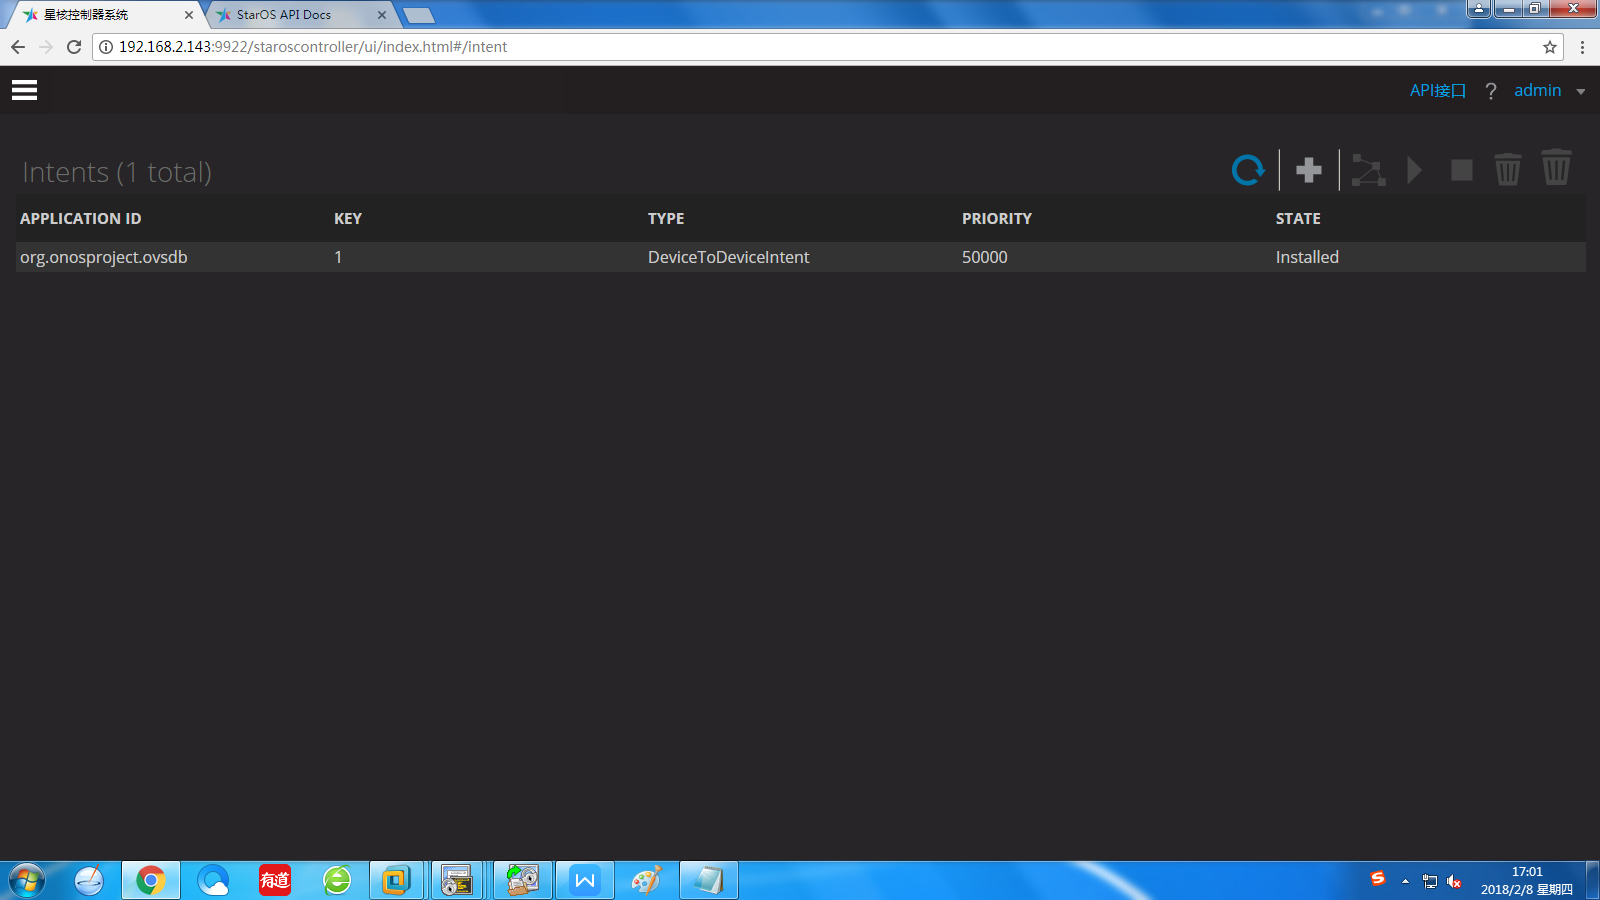 星核控制器系统
StarOS API Docs
192.168.2.143:9922/staroscontroller/ui/index.html#/intent
API接口 ? admin
Intents (1 total)
APPLICATION ID KEY TYPE PRIORITY STATE
org.onosproject.ovsdb 1 DeviceToDeviceIntent 50000 Installed
有道
17:01
2018/2/8 星期四